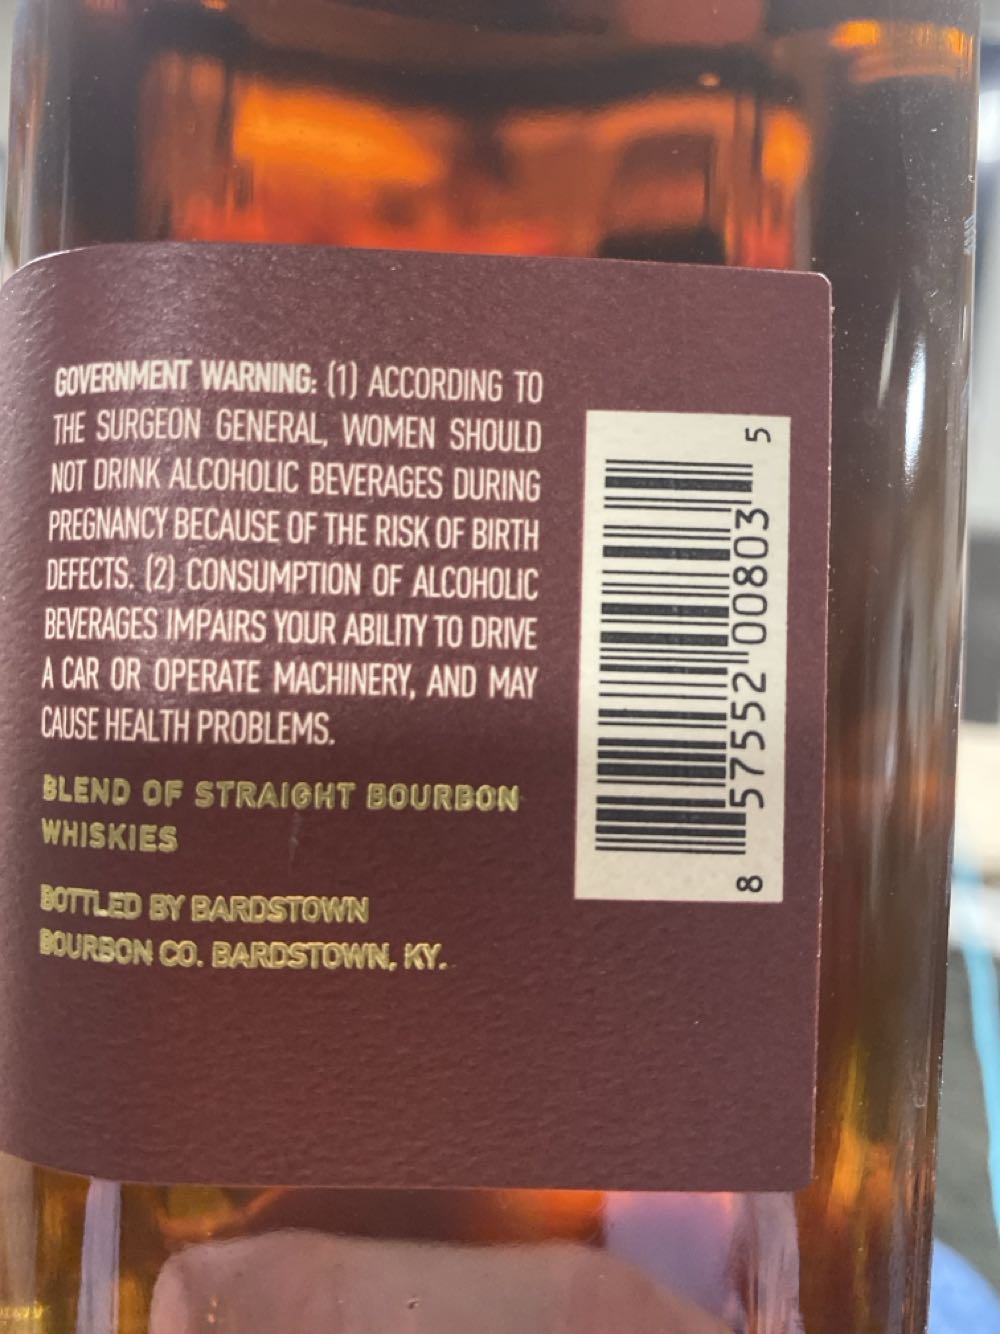 GOVERNMENT WARNING: (1) ACCORDING TO
THE SURGEON GENERAL, WOMEN SHOULD
NOT DRINK ALCOHOLIC BEVERAGES DURING
PREGNANCY BECAUSE OF THE RISK OF BIRTH
DEFECTS. (2) CONSUMPTION OF ALCOHOLIC
BEVERAGES IMPAIRS YOUR ABILITY TO DRIVE
A CAR OR OPERATE MACHINERY, AND MAY
CAUSE HEALTH PROBLEMS.
BLEND OF STRAIGHT BOURBON
WHISKIES
BOTTLED BY BARDSTOWN
BOURBON CO. BARDSTOWN, KY.
8 57552 00803 5